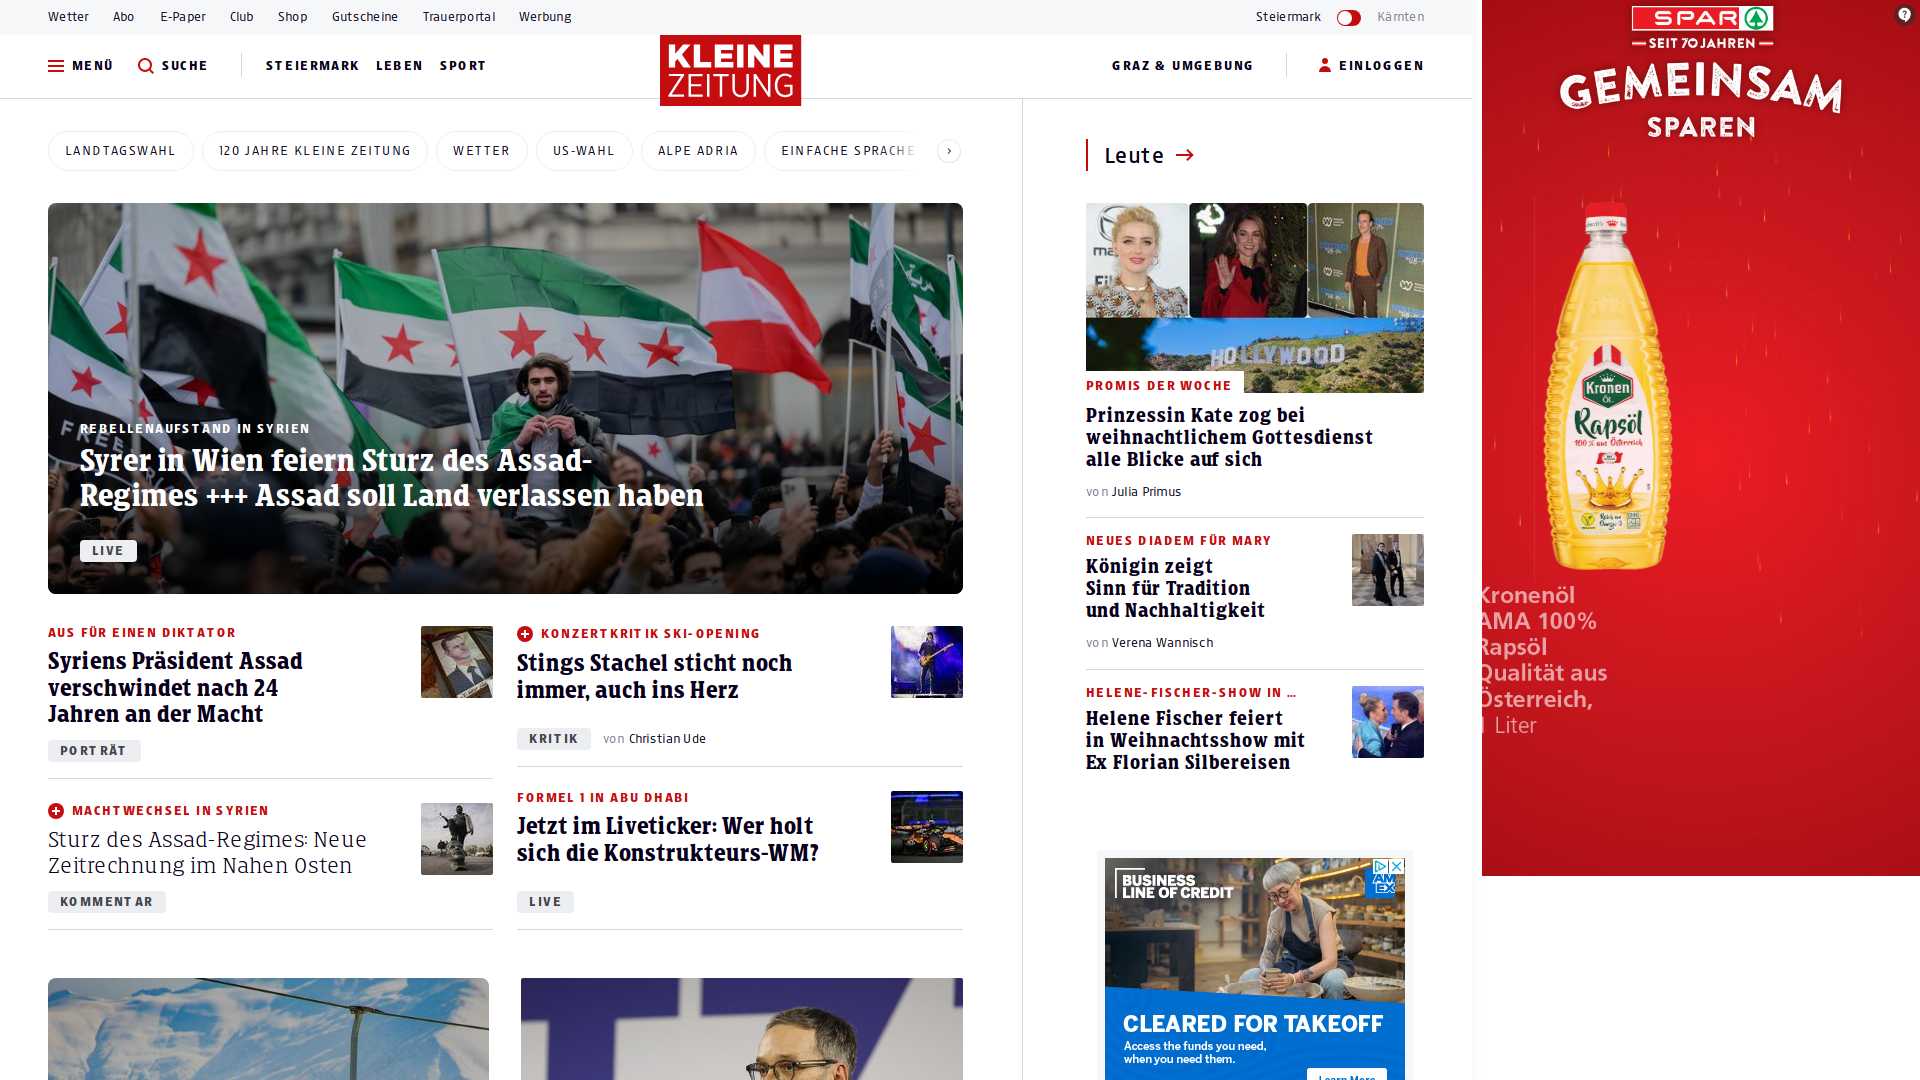 Wetter Abo E-Paper Club Shop Gutscheine Trauerportal Werbung Steiermark Kärnten
MENÜ SUCHE STEIERMARK LEBEN SPORT
KLEINE
ZEITUNG
GRAZ & UMGEBUNG EINLOGGEN
LANDTAGSWAHL 120 JAHRE KLEINE ZEITUNG WETTER US-WAHL ALPE ADRIA EINFACHE SPRACHE
FREE
REBELLENAUFSTAND IN SYRIEN
Syrer in Wien feiern Sturz des Assad-
Regimes +++ Assad soll Land verlassen haben
LIVE
AUS FÜR EINEN DIKTATOR
Syriens Präsident Assad
verschwindet nach 24
Jahren an der Macht
PORTRÄT
MACHTWECHSEL IN SYRIEN
Sturz des Assad-Regimes: Neue
Zeitrechnung im Nahen Osten
KOMMENTAR
KONZERTKRITIK SKI-OPENING
Stings Stachel sticht noch
immer, auch ins Herz
KRITIK von Christian Ude
FORMEL 1 IN ABU DHABI
Jetzt im Liveticker: Wer holt
sich die Konstrukteurs-WM?
LIVE
Leute →
HOLLYWOOD
PROMIS DER WOCHE
Prinzessin Kate zog bei
weihnachtlichem Gottesdienst
alle Blicke auf sich
von Julia Primus
NEUES DIADEM FÜR MARY
Königin zeigt
Sinn für Tradition
und Nachhaltigkeit
von Verena Wannisch
HELENE-FISCHER-SHOW IN ...
Helene Fischer feiert
in Weihnachtsshow mit
Ex Florian Silbereisen
BUSINESS
LINE OF CREDIT
AM
EX
CLEARED FOR TAKEOFF
Access the funds you need,
when you need them.
Learn More
SPAR
SEIT 70 JAHREN
GEMEINSAM
SPAREN
Kronen
ÖL
Rapsöl
100% aus Österreich
Kronenöl
AMA 100%
Rapsöl
Qualität aus
Österreich,
1 Liter